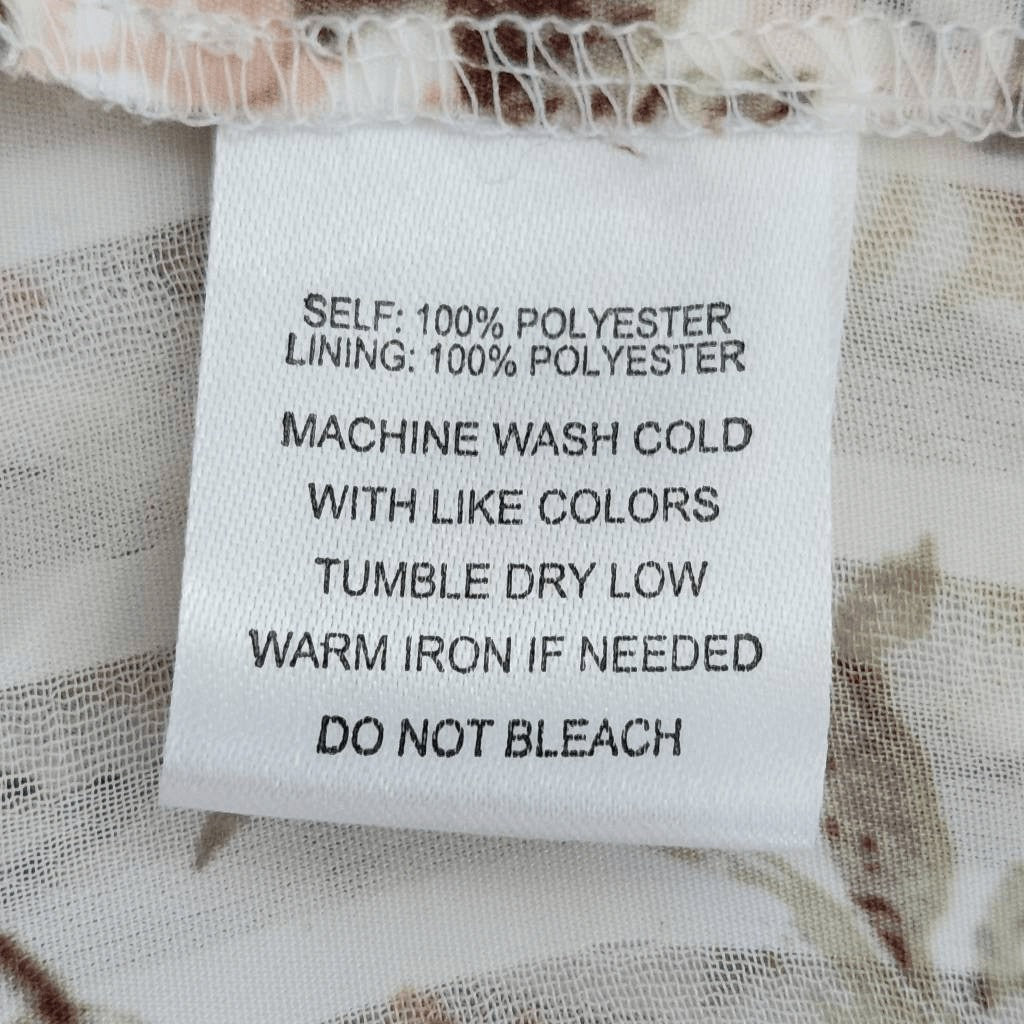 SELF: 100% POLYESTER
LINING: 100% POLYESTER
MACHINE WASH COLD
WITH LIKE COLORS
TUMBLE DRY LOW
WARM IRON IF NEEDED
DO NOT BLEACH